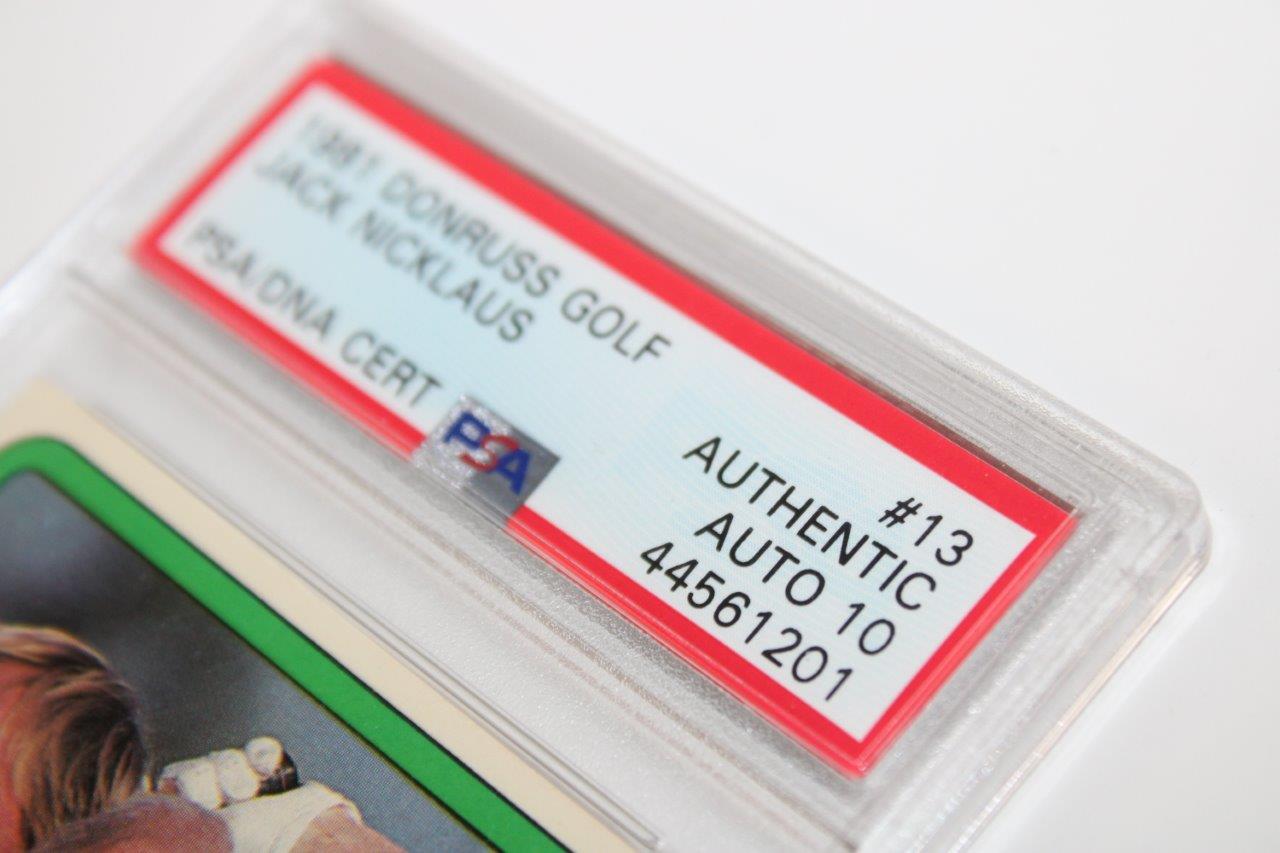 1981 DONRUSS GOLF
JACK NICKLAUS
PSA/DNA CERT
PSA
#13
AUTHENTIC
AUTO 10
44561201